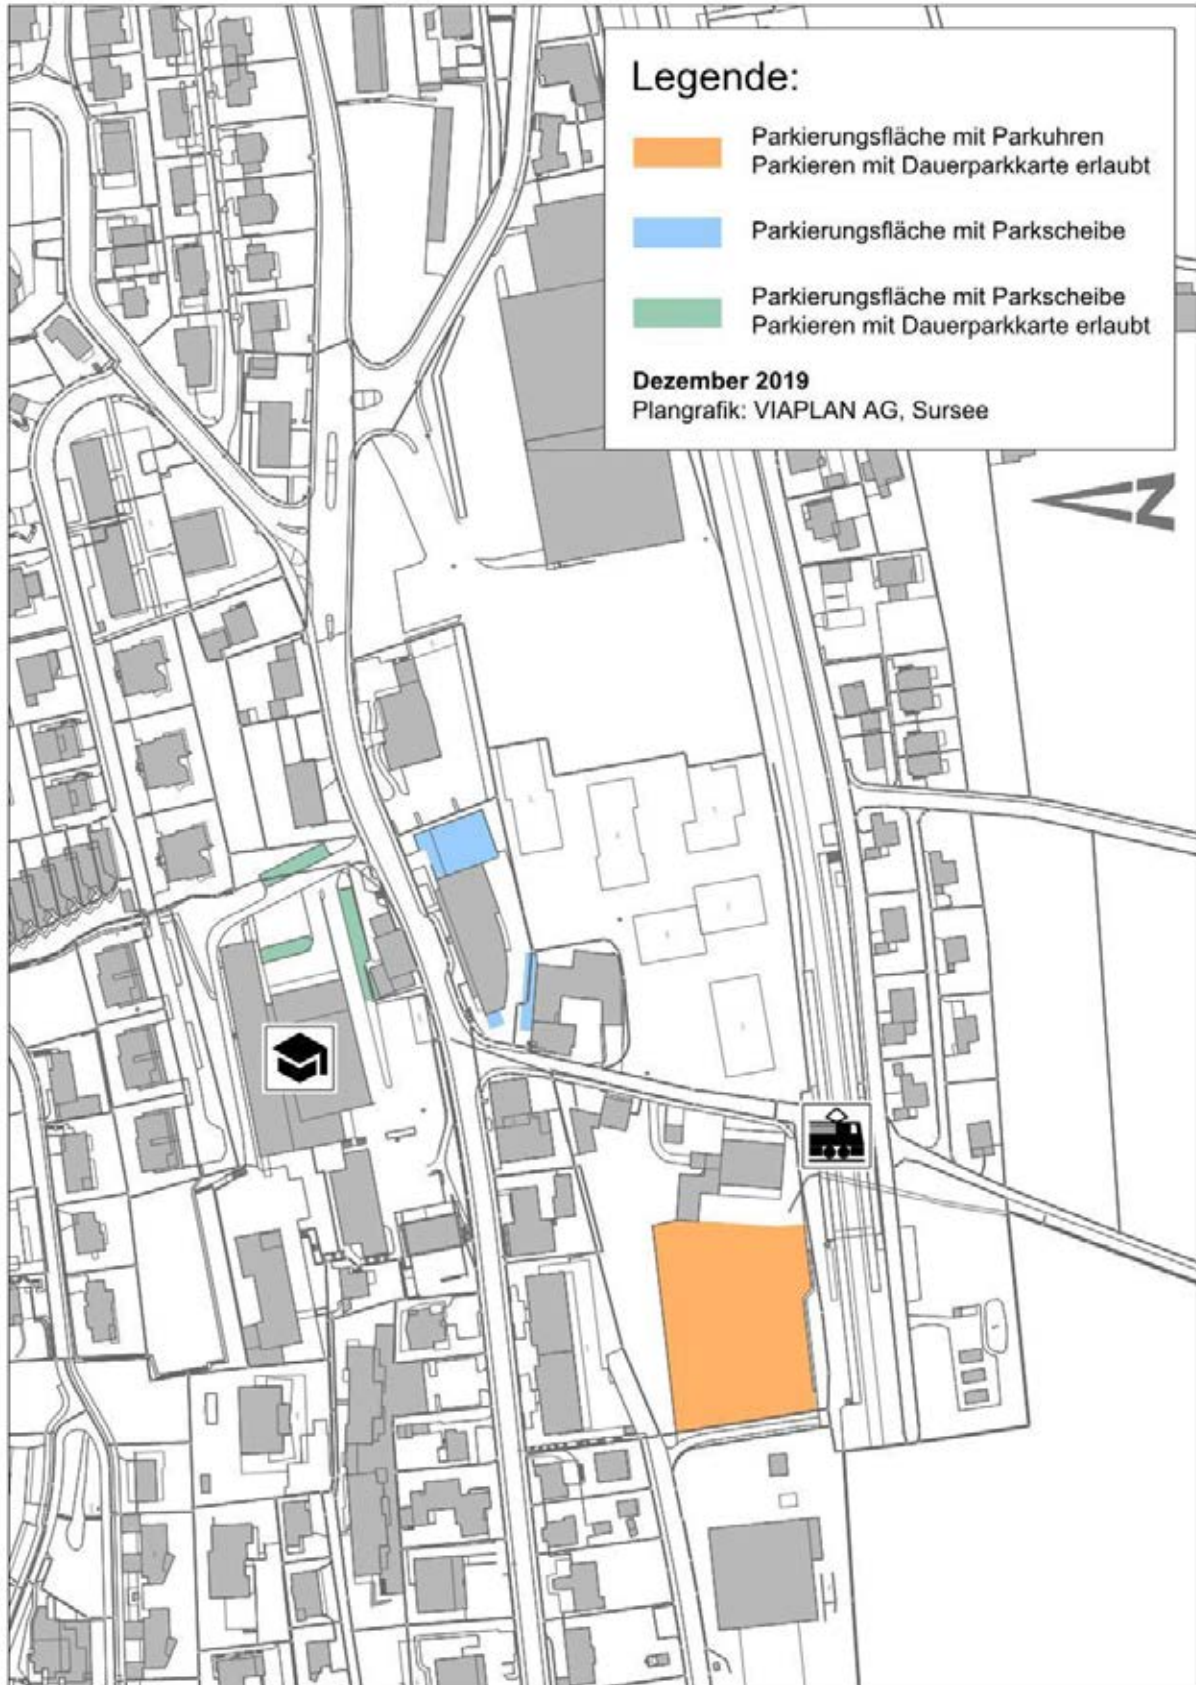 Legende:
Parkierungsfläche mit Parkuhren
Parkieren mit Dauerparkkarte erlaubt
Parkierungsfläche mit Parkscheibe
Parkierungsfläche mit Parkscheibe
Parkieren mit Dauerparkkarte erlaubt
Dezember 2019
Plangrafik: VIAPLAN AG, Sursee
N